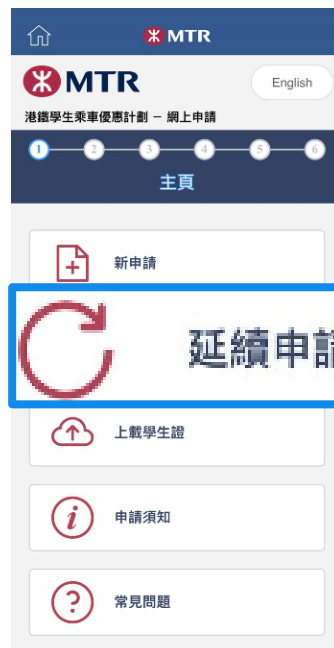 MTR
MTR
English
港鐵學生乘車優惠計劃 – 網上申請
1 2 3 4 5 6
主頁
新申請
延續申請
上載學生證
申請須知
常見問題